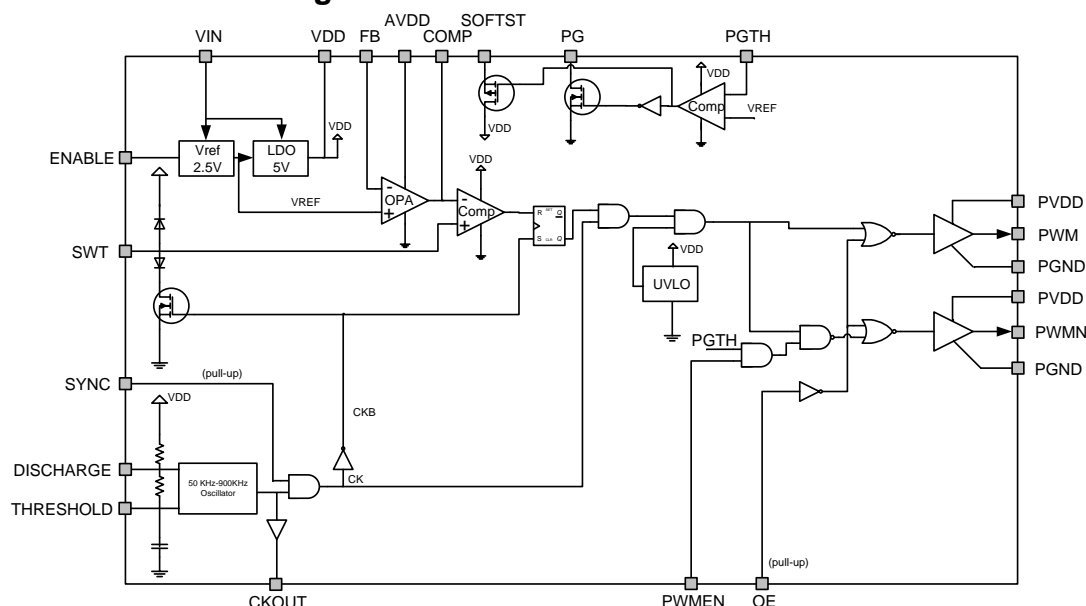 AVDD SOFTST
VIN VDD FB COMP PG PGTH
VDD
Comp
VREF
VDD
VDD
ENABLE
Vref
2.5V
LDO
5V
VDD
OPA
VREF
Comp
R SET Q
S CLR Q
SWT
VDD
UVLO
PVDD
PWM
PGND
PVDD
PWMN
PGND
PGTH
SYNC
(pull-up)
VDD
CKB
DISCHARGE
THRESHOLD
50 KHz-900KHz
Oscillator
CK
(pull-up)
CKOUT PWMEN OE